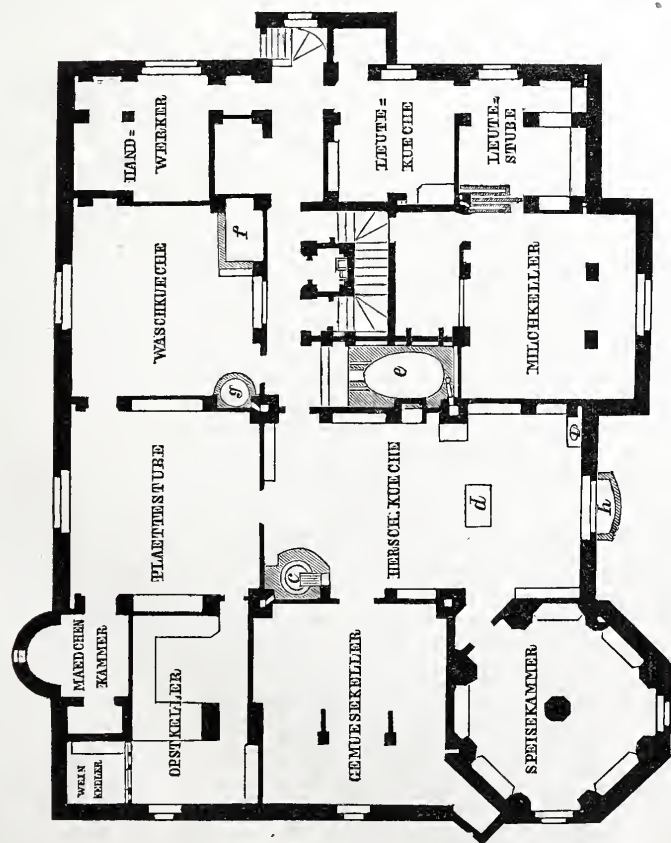 HAND=
WERKER
LEUTE=
KUECHE
LEUTE=
STUBE
WASCHKUECHE
f
MILCHKELLER
g
e
PLAETTESTUBE
HERSCH: KUECHE
d
h
c
MAEDCHEN
KAMMER
WEIN
KELLER
OPSTKELLER
GEMUESEKELLER
SPEISEKAMMER